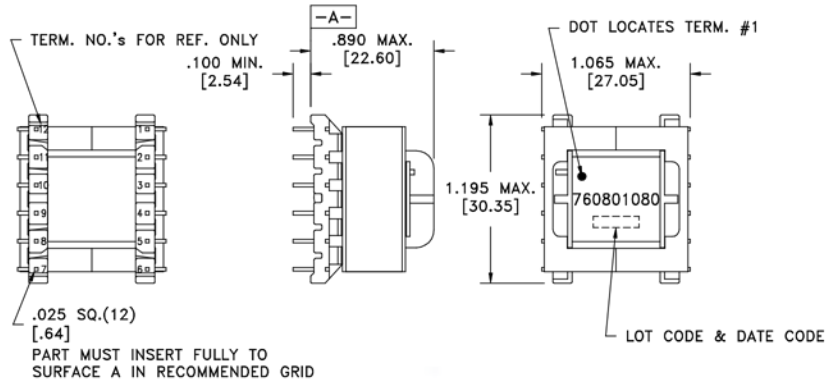 -A-
TERM. NO.'s FOR REF. ONLY
.890 MAX.
[22.60]
DOT LOCATES TERM. #1
.100 MIN.
[2.54]
1.065 MAX.
[27.05]
12 1
11 2
10 3
9 4
8 5
7 6
1.195 MAX.
[30.35]
760801080
.025 SQ.(12)
[.64]
PART MUST INSERT FULLY TO
SURFACE A IN RECOMMENDED GRID
LOT CODE & DATE CODE